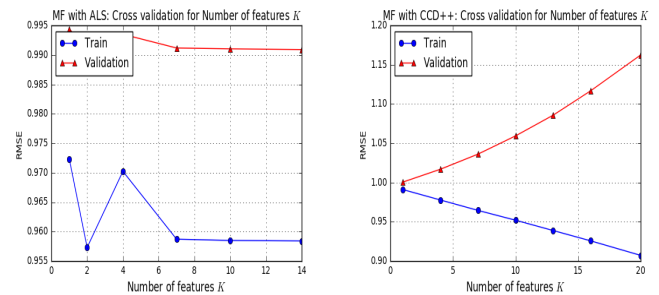 MF with ALS: Cross validation for Number of features K
0.995
0.990
0.985
0.980
0.975
0.970
0.965
0.960
0.955
RMSE
Train
Validation
0 2 4 6 8 10 12 14
Number of features K
MF with CCD++: Cross validation for Number of features K
1.20
1.15
1.10
1.05
1.00
0.95
0.90
RMSE
Train
Validation
0 5 10 15 20
Number of features K